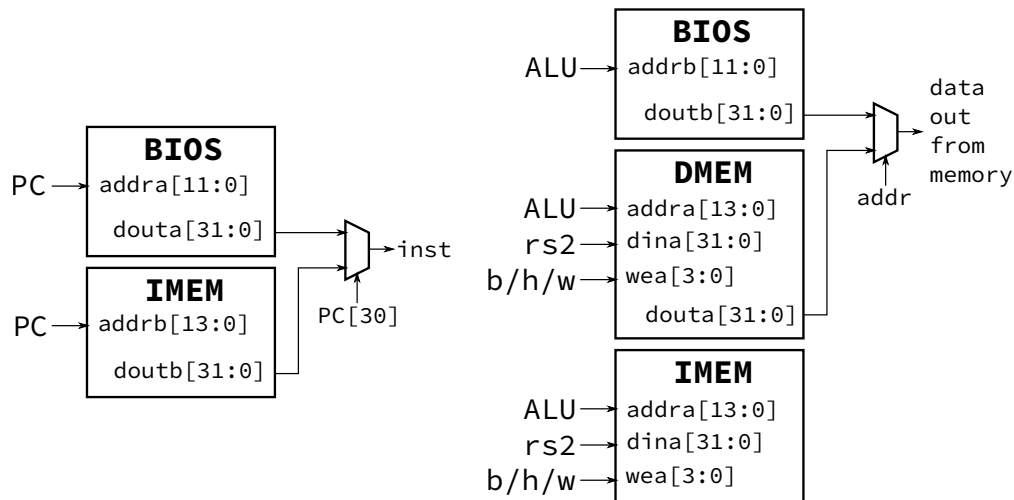 BIOS
PC
addra[11:0]
douta[31:0]
IMEM
PC
addrb[13:0]
doutb[31:0]
inst
PC[30]
BIOS
ALU
addrb[11:0]
doutb[31:0]
DMEM
ALU
addra[13:0]
rs2
dina[31:0]
b/h/w
wea[3:0]
douta[31:0]
data
out
from
memory
addr
IMEM
ALU
addra[13:0]
rs2
dina[31:0]
b/h/w
wea[3:0]